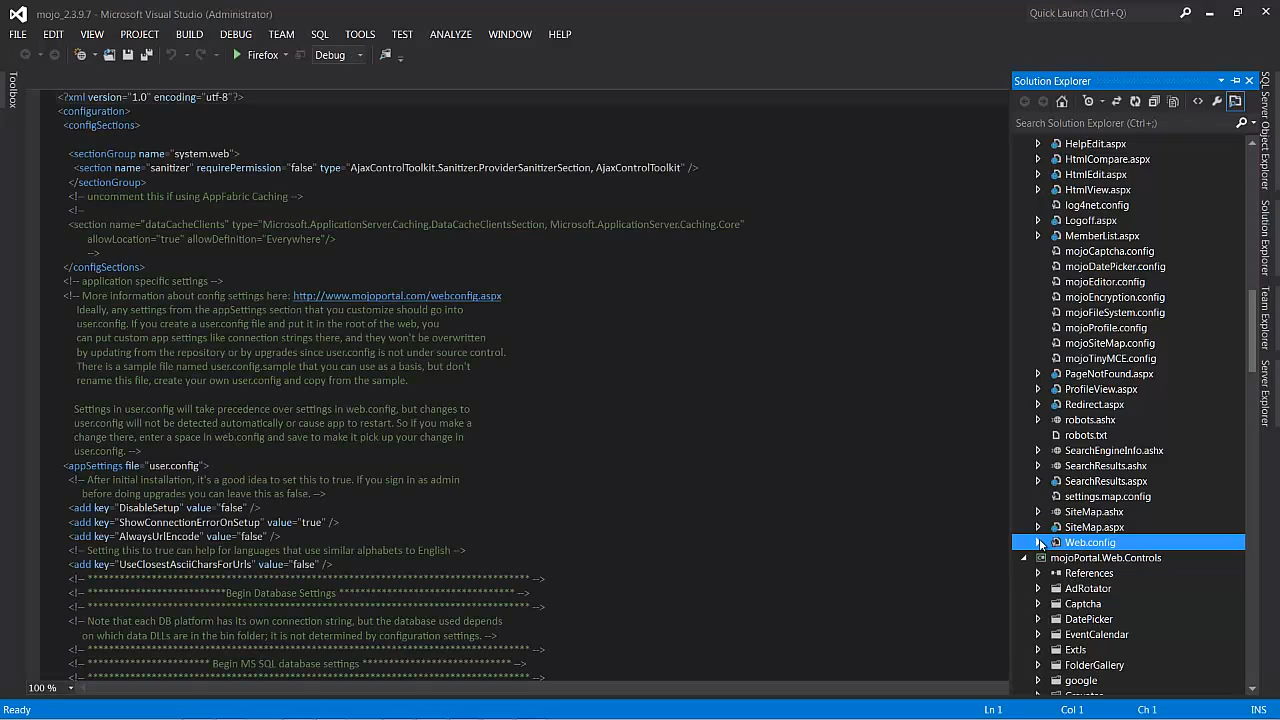 mojo_2.3.9.7 - Microsoft Visual Studio (Administrator)
Quick Launch (Ctrl+Q)
FILE EDIT VIEW PROJECT BUILD DEBUG TEAM SQL TOOLS TEST ANALYZE WINDOW HELP
Firefox Debug
Toolbox
<?xml version="1.0" encoding="utf-8"?>
<configuration>
<configSections>
<sectionGroup name="system.web">
<section name="sanitizer" requirePermission="false" type="AjaxControlToolkit.Sanitizer.ProviderSanitizerSection, AjaxControlToolkit" />
</sectionGroup>
<!-- uncomment this if using AppFabric Caching -->
<!--
<section name="dataCacheClients" type="Microsoft.ApplicationServer.Caching.DataCacheClientsSection, Microsoft.ApplicationServer.Caching.Core"
allowLocation="true" allowDefinition="Everywhere"/>
-->
</configSections>
<!-- application specific settings -->
<!-- More information about config settings here: http://www.mojoportal.com/webconfig.aspx
Ideally, any settings from the appSettings section that you customize should go into
user.config. If you create a user.config file and put it in the root of the web, you
can put custom app settings like connection strings there, and they won't be overwritten
by updating from the repository or by upgrades since user.config is not under source control.
There is a sample file named user.config.sample that you can use as a basis, but don't
rename this file, create your own user.config and copy from the sample.
Settings in user.config will take precedence over settings in web.config, but changes to
user.config will not be detected automatically or cause app to restart. So if you make a
change there, enter a space in web.config and save to make it pick up your change in
user.config. -->
<appSettings file="user.config">
<!-- After initial installation, it's a good idea to set this to true. If you sign in as admin
before doing upgrades you can leave this as false. -->
<add key="DisableSetup" value="false" />
<add key="ShowConnectionErrorOnSetup" value="true" />
<add key="AlwaysUrlEncode" value="false" />
<!-- Setting this to true can help for languages that use similar alphabets to English -->
<add key="UseClosestAsciiCharsForUrls" value="false" />
<!-- ******************************************************************************** -->
<!-- *************************Begin Database Settings ******************************** -->
<!-- ******************************************************************************** -->
<!-- Note that each DB platform has its own connection string, but the database used depends
on which data DLLs are in the bin folder; it is not determined by configuration settings. -->
<!-- ******************************************************************************** -->
<!-- ********************** Begin MS SQL database settings *************************** -->
<!-- ******************************************************************************** -->
100 %
Solution Explorer
Search Solution Explorer (Ctrl+;)
HelpEdit.aspx
HtmlCompare.aspx
HtmlEdit.aspx
HtmlView.aspx
log4net.config
Logoff.aspx
MemberList.aspx
mojoCaptcha.config
mojoDatePicker.config
mojoEditor.config
mojoEncryption.config
mojoFileSystem.config
mojoProfile.config
mojoSiteMap.config
mojoTinyMCE.config
PageNotFound.aspx
ProfileView.aspx
Redirect.aspx
robots.ashx
robots.txt
SearchEngineInfo.ashx
SearchResults.ashx
SearchResults.aspx
settings.map.config
SiteMap.ashx
SiteMap.aspx
Web.config
mojoPortal.Web.Controls
References
AdRotator
Captcha
DatePicker
EventCalendar
ExtJs
FolderGallery
google
SQL Server Object Explorer
Solution Explorer
Team Explorer
Server Explorer
Ready
Ln 1 Col 1 Ch 1 INS